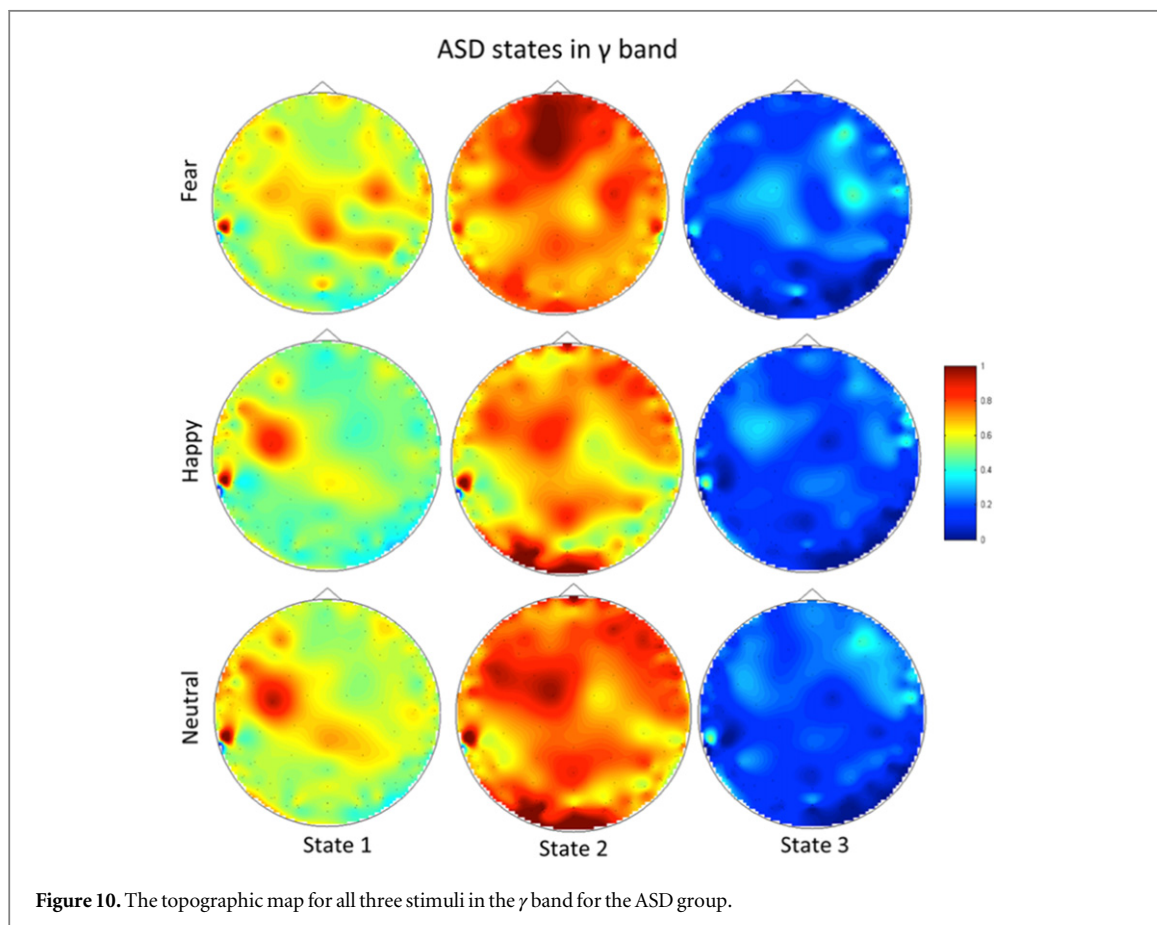 ASD states in γ band
Fear
Happy
1
0.8
0.6
0.4
0.2
0
Neutral
State 1
State 2
State 3
Figure 10. The topographic map for all three stimuli in the γ band for the ASD group.